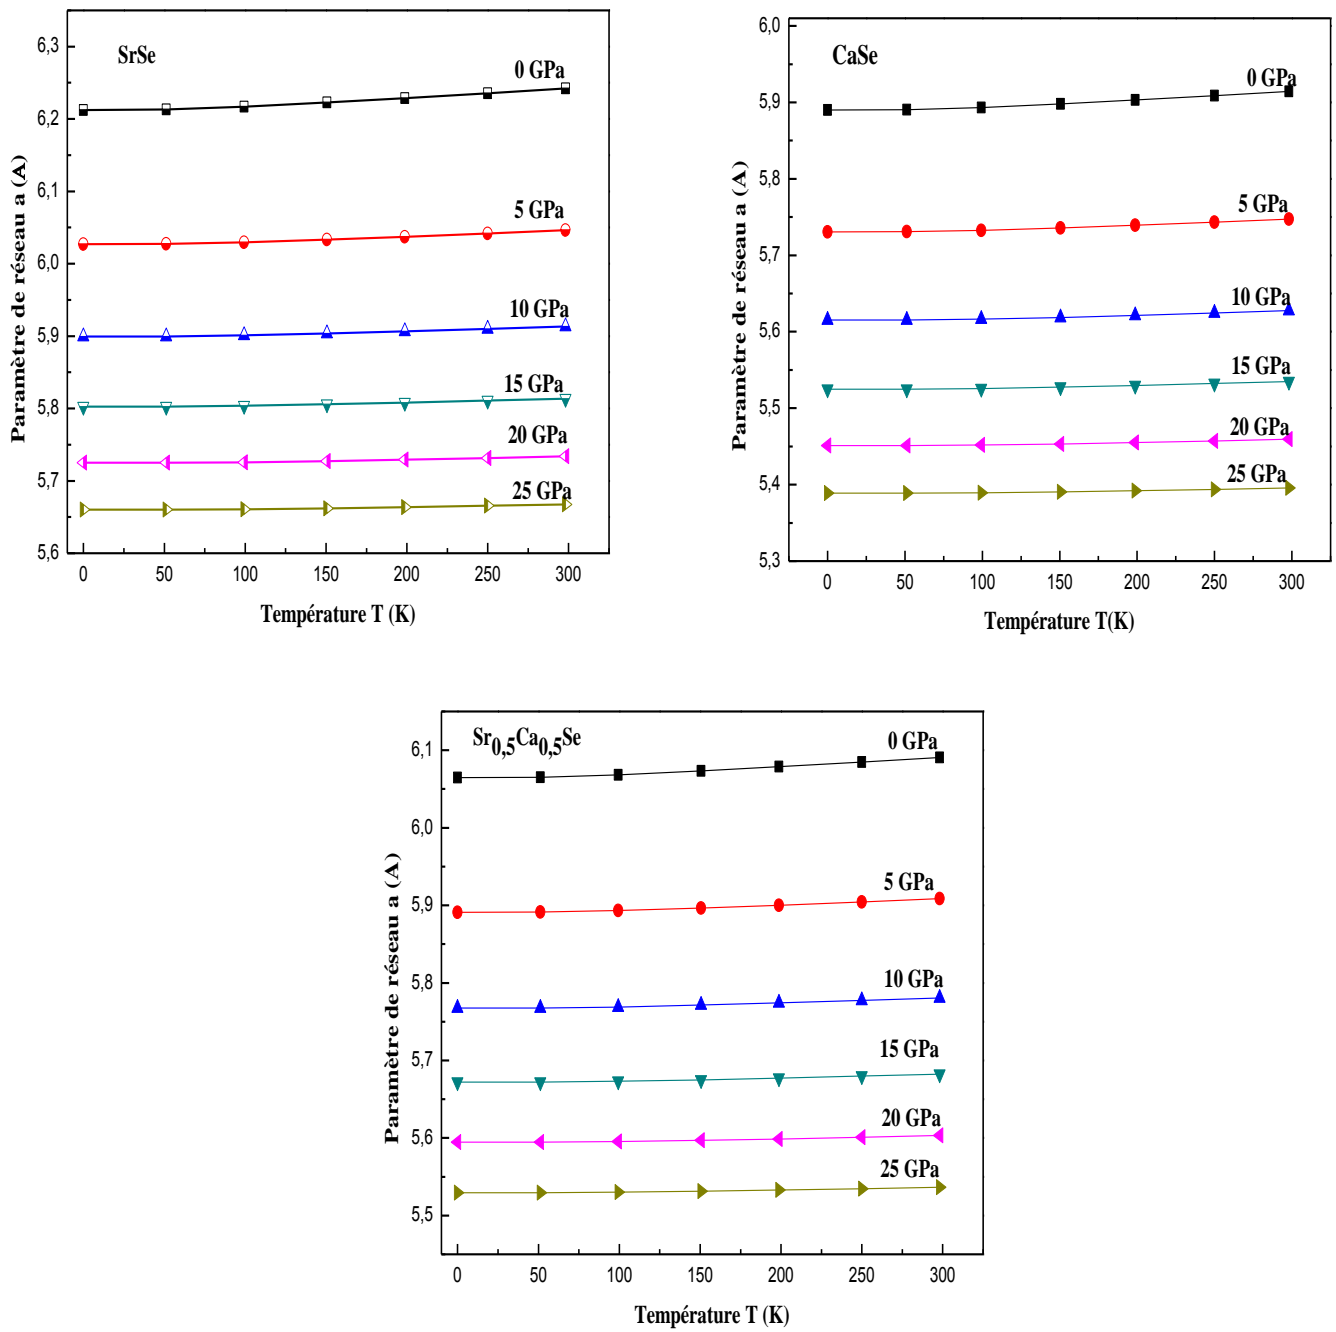 SrSe
0 GPa
5 GPa
10 GPa
15 GPa
20 GPa
25 GPa
6,3
6,2
6,1
6,0
5,9
5,8
5,7
5,6
0 50 100 150 200 250 300
Paramètre de réseau a (A)
Température T (K)
CaSe
0 GPa
5 GPa
10 GPa
15 GPa
20 GPa
25 GPa
6,0
5,9
5,8
5,7
5,6
5,5
5,4
5,3
0 50 100 150 200 250 300
Paramètre de réseau a (A)
Température T(K)
Sr0,5Ca0,5Se
0 GPa
5 GPa
10 GPa
15 GPa
20 GPa
25 GPa
6,1
6,0
5,9
5,8
5,7
5,6
5,5
0 50 100 150 200 250 300
Paramètre de réseau a (A)
Température T (K)